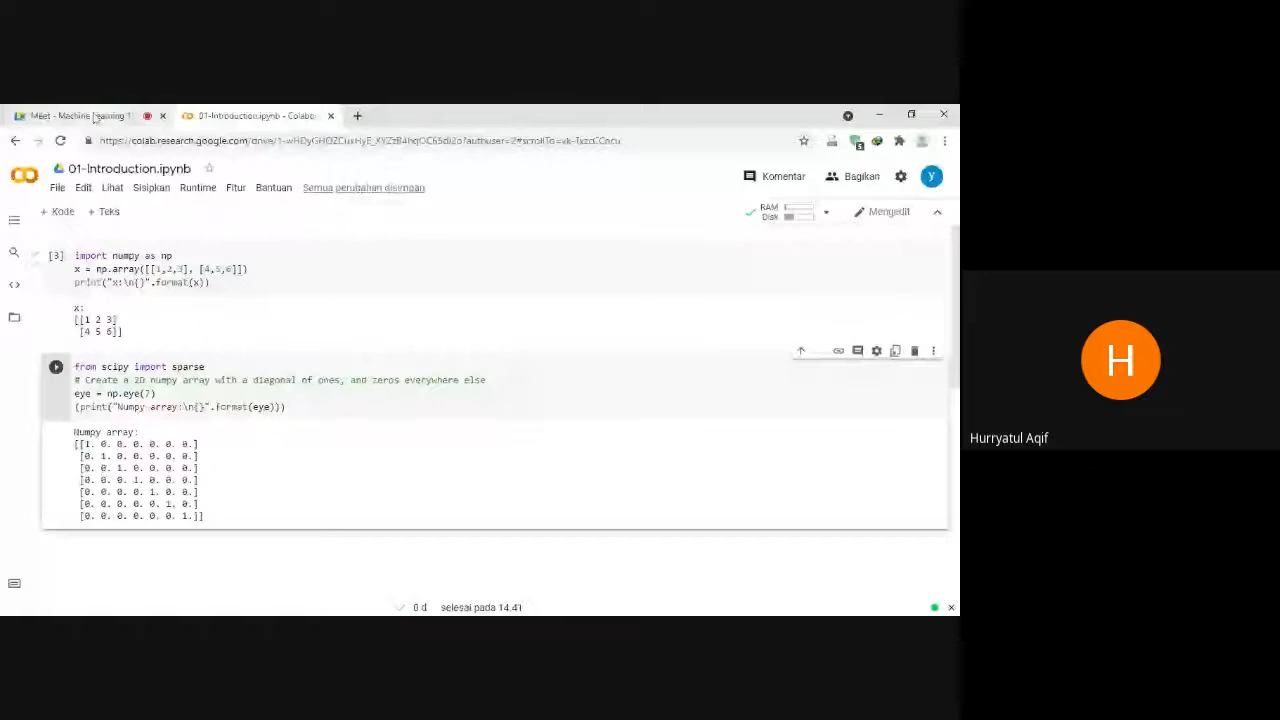 Meet - Machine Learning 1
01-Introduction.ipynb - Colabo
01-Introduction.ipynb
File Edit Lihat Sisipkan Runtime Fitur Bantuan Semua perubahan disimpan
Komentar Bagikan y
+ Kode + Teks
RAM
Disk
Mengedit
[3] import numpy as np
x = np.array([[1,2,3], [4,5,6]])
print("x:\n{}".format(x))
x:
[[1 2 3]
[4 5 6]]
from scipy import sparse
# Create a 2D numpy array with a diagonal of ones, and zeros everywhere else
eye = np.eye(7)
(print("Numpy array:\n{}".format(eye)))
Numpy array:
[[1. 0. 0. 0. 0. 0. 0.]
[0. 1. 0. 0. 0. 0. 0.]
[0. 0. 1. 0. 0. 0. 0.]
[0. 0. 0. 1. 0. 0. 0.]
[0. 0. 0. 0. 1. 0. 0.]
[0. 0. 0. 0. 0. 1. 0.]
[0. 0. 0. 0. 0. 0. 1.]]
0 d selesai pada 14.41
H
Hurryatul Aqif